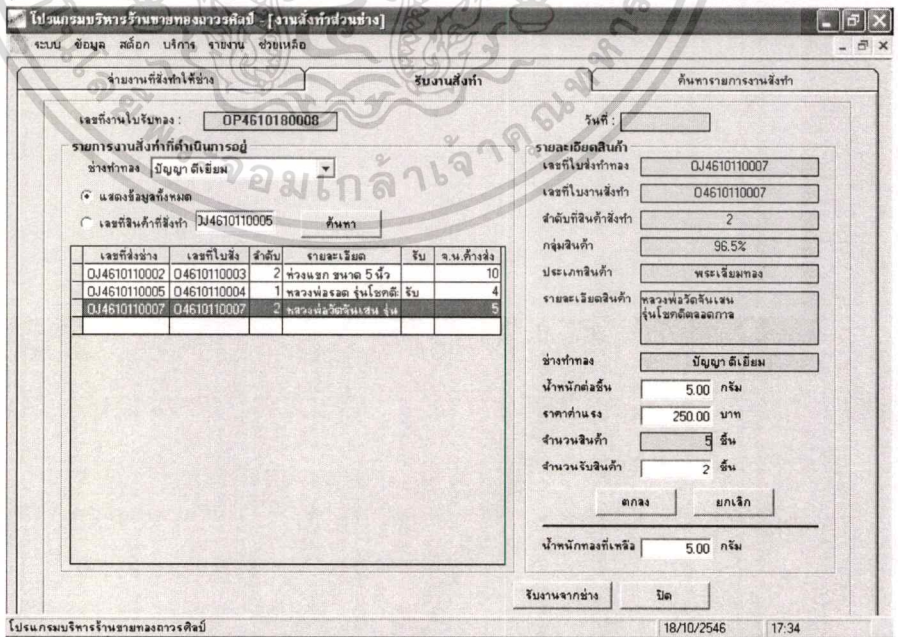 โปรแกรมบริหารร้านขายทองถาวรศิลป์ - [งานสั่งทำส่วนช่าง]
ระบบ ข้อมูล สต็อก บริการ รายงาน ช่วยเหลือ
จ่ายงานที่สั่งทำให้ช่าง รับงานสั่งทำ ค้นหารายการงานสั่งทำ
เลขที่งานใบรับทอง : OP4610180008 วันที่ :
รายการงานสั่งทำที่ดำเนินการอยู่
ช่างทำทอง ปัญญา ดีเยี่ยม
แสดงข้อมูลทั้งหมด
เลขที่สินค้าที่สั่งทำ OJ4610110005 ค้นหา
เลขที่สั่งช่าง เลขที่ใบสั่ง ลำดับ รายละเอียด รับ จ.น.ค้างส่ง
OJ4610110002 O4610110003 2 ห่วงแขก ขนาด 5 นิ้ว 10
OJ4610110005 O4610110004 1 หลวงพ่อรอด รุ่นโชคดี รับ 4
OJ4610110007 O4610110007 2 หลวงพ่อวัดจันเสน รุ่น 5
รายละเอียดสินค้า
เลขที่ใบสั่งทำทอง OJ4610110007
เลขที่ใบงานสั่งทำ O4610110007
ลำดับที่สินค้าสั่งทำ 2
กลุ่มสินค้า 96.5%
ประเภทสินค้า พระเลี่ยมทอง
รายละเอียดสินค้า หลวงพ่อวัดจันเสน
รุ่นโชคดีตลอดกาล
ช่างทำทอง ปัญญา ดีเยี่ยม
น้ำหนักต่อชิ้น 5.00 กรัม
ราคาค่าแรง 250.00 บาท
จำนวนสินค้า 5 ชิ้น
จำนวนรับสินค้า 2 ชิ้น
ตกลง ยกเลิก
น้ำหนักทองที่เหลือ 5.00 กรัม
รับงานจากช่าง ปิด
โปรแกรมบริหารร้านขายทองถาวรศิลป์ 18/10/2546 17:34